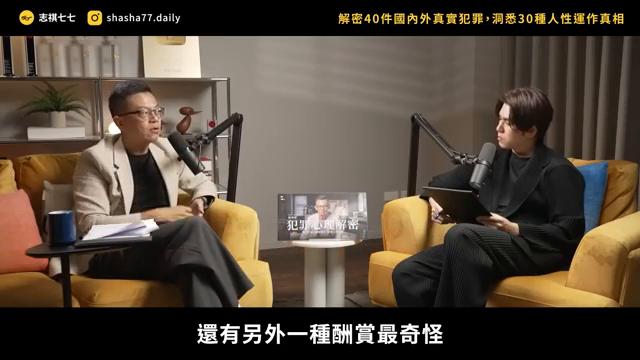 志祺七七
shasha77.daily
解密40件國內外真實犯罪，洞悉30種人性運作真相
犯罪心理解密
還有另外一種酬賞最奇怪